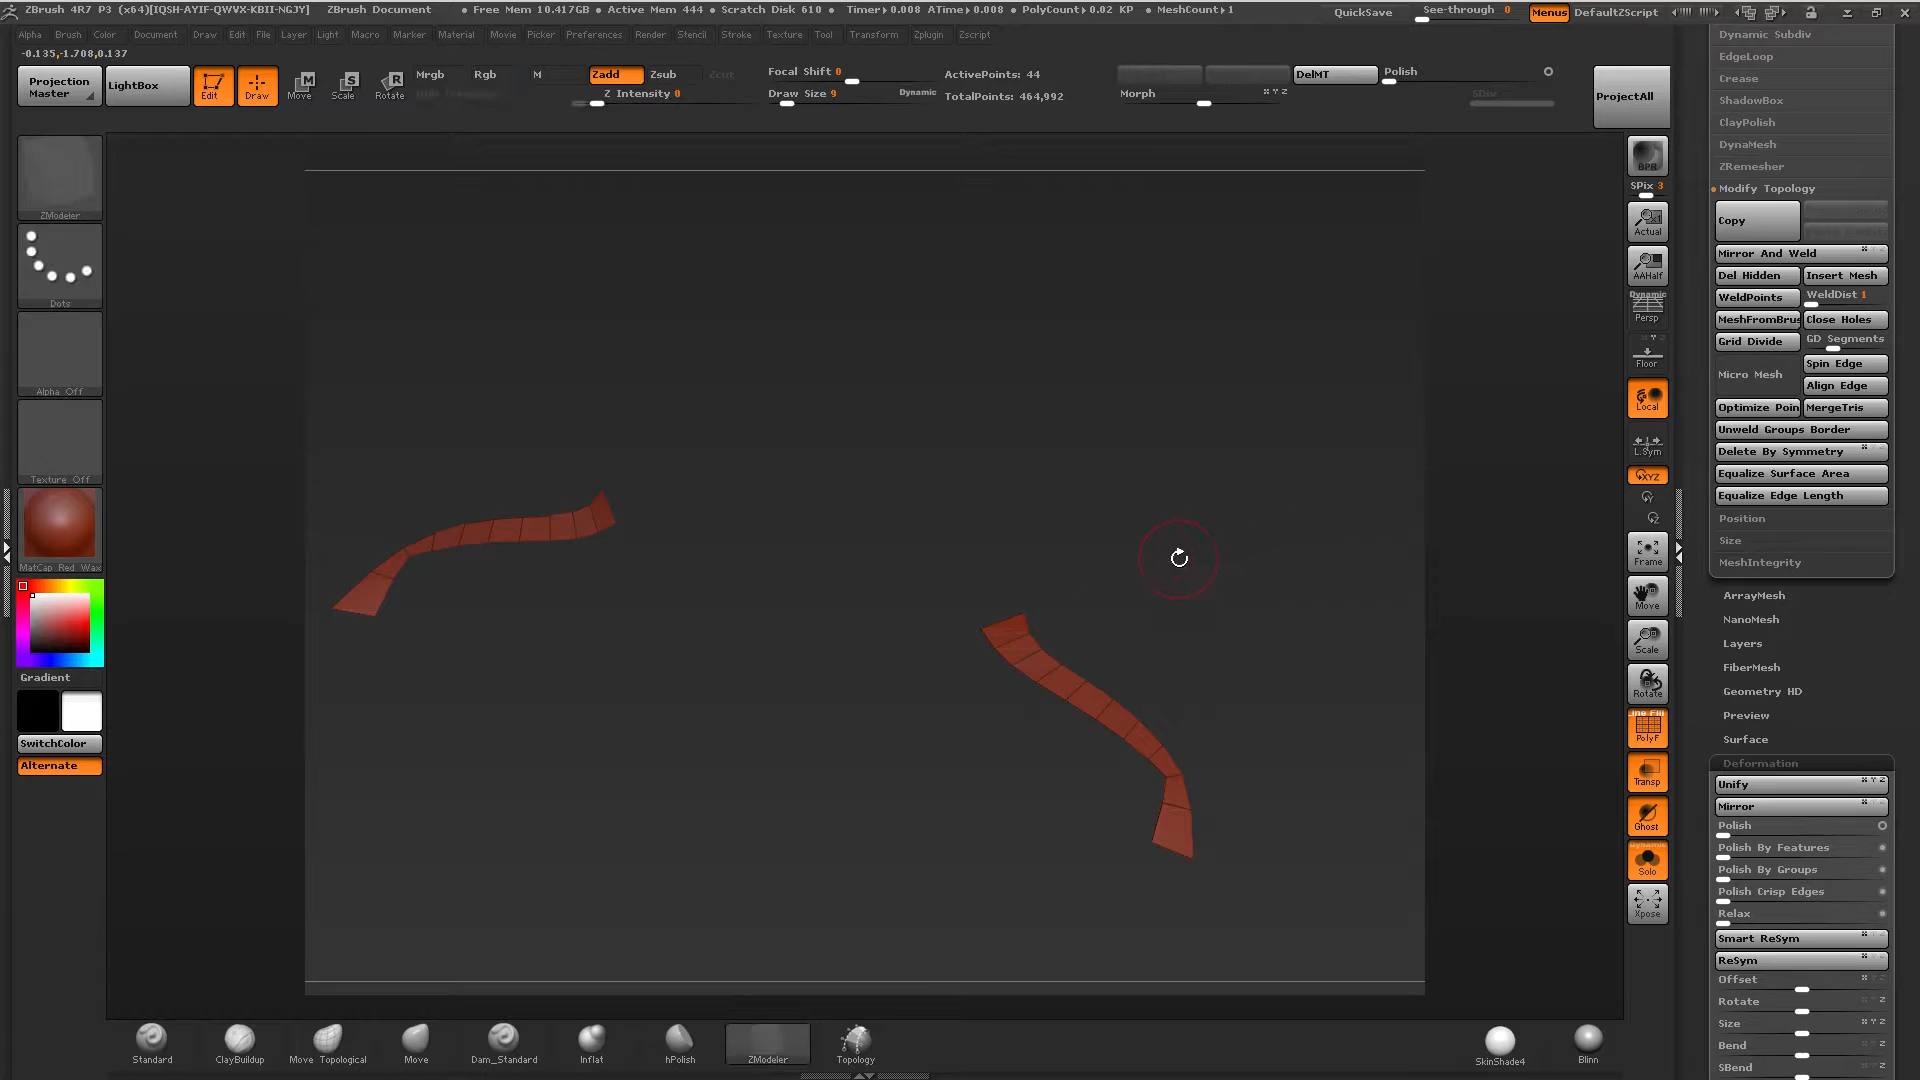 ZBrush 4R7 P3 (x64)[IQSH-AYIF-QWVX-KBII-NGJY] ZBrush Document • Free Mem 10.417GB • Active Mem 444 • Scratch Disk 610 • Timer▸0.008 ATime▸0.008 • PolyCount▸0.02 KP • MeshCount▸1 QuickSave See-through 0 Menus DefaultZScript
Alpha Brush Color Document Draw Edit File Layer Light Macro Marker Material Movie Picker Preferences Render Stencil Stroke Texture Tool Transform Zplugin Zscript
-0.135,-1.708,0.137
Projection Master
LightBox
Edit
Draw
Move
Scale
Rotate
Mrgb Rgb M Zadd Zsub Zcut
Z Intensity 0
Focal Shift 0
Draw Size 9 Dynamic
ActivePoints: 44
TotalPoints: 464,992
DelMT
Polish
Morph X Y Z
SDiv
ProjectAll
ZModeler
Dots
Alpha Off
Texture Off
MatCap Red Wax
Gradient
SwitchColor
Alternate
BPR
SPix 3
Actual
AAHalf
Dynamic
Persp
Floor
Local
L.Sym
XYZ
Frame
Move
Scale
Rotate
Line Fill
PolyF
Transp
Ghost
Dynamic
Solo
Xpose
Dynamic Subdiv
EdgeLoop
Crease
ShadowBox
ClayPolish
DynaMesh
ZRemesher
Modify Topology
Copy
Mirror And Weld
Del Hidden Insert Mesh
WeldPoints WeldDist 1
MeshFromBrus Close Holes
Grid Divide GD Segments
Micro Mesh Spin Edge
Align Edge
Optimize Poin MergeTris
Unweld Groups Border
Delete By Symmetry
Equalize Surface Area
Equalize Edge Length
Position
Size
MeshIntegrity
ArrayMesh
NanoMesh
Layers
FiberMesh
Geometry HD
Preview
Surface
Deformation
Unify X Y Z
Mirror X Y Z
Polish
Polish By Features
Polish By Groups
Polish Crisp Edges
Relax
Smart ReSym
ReSym
Offset
Rotate
Size X Y Z
Bend
SBend
Standard ClayBuildup Move Topological Move Dam_Standard Inflat hPolish ZModeler Topology SkinShade4 Blinn